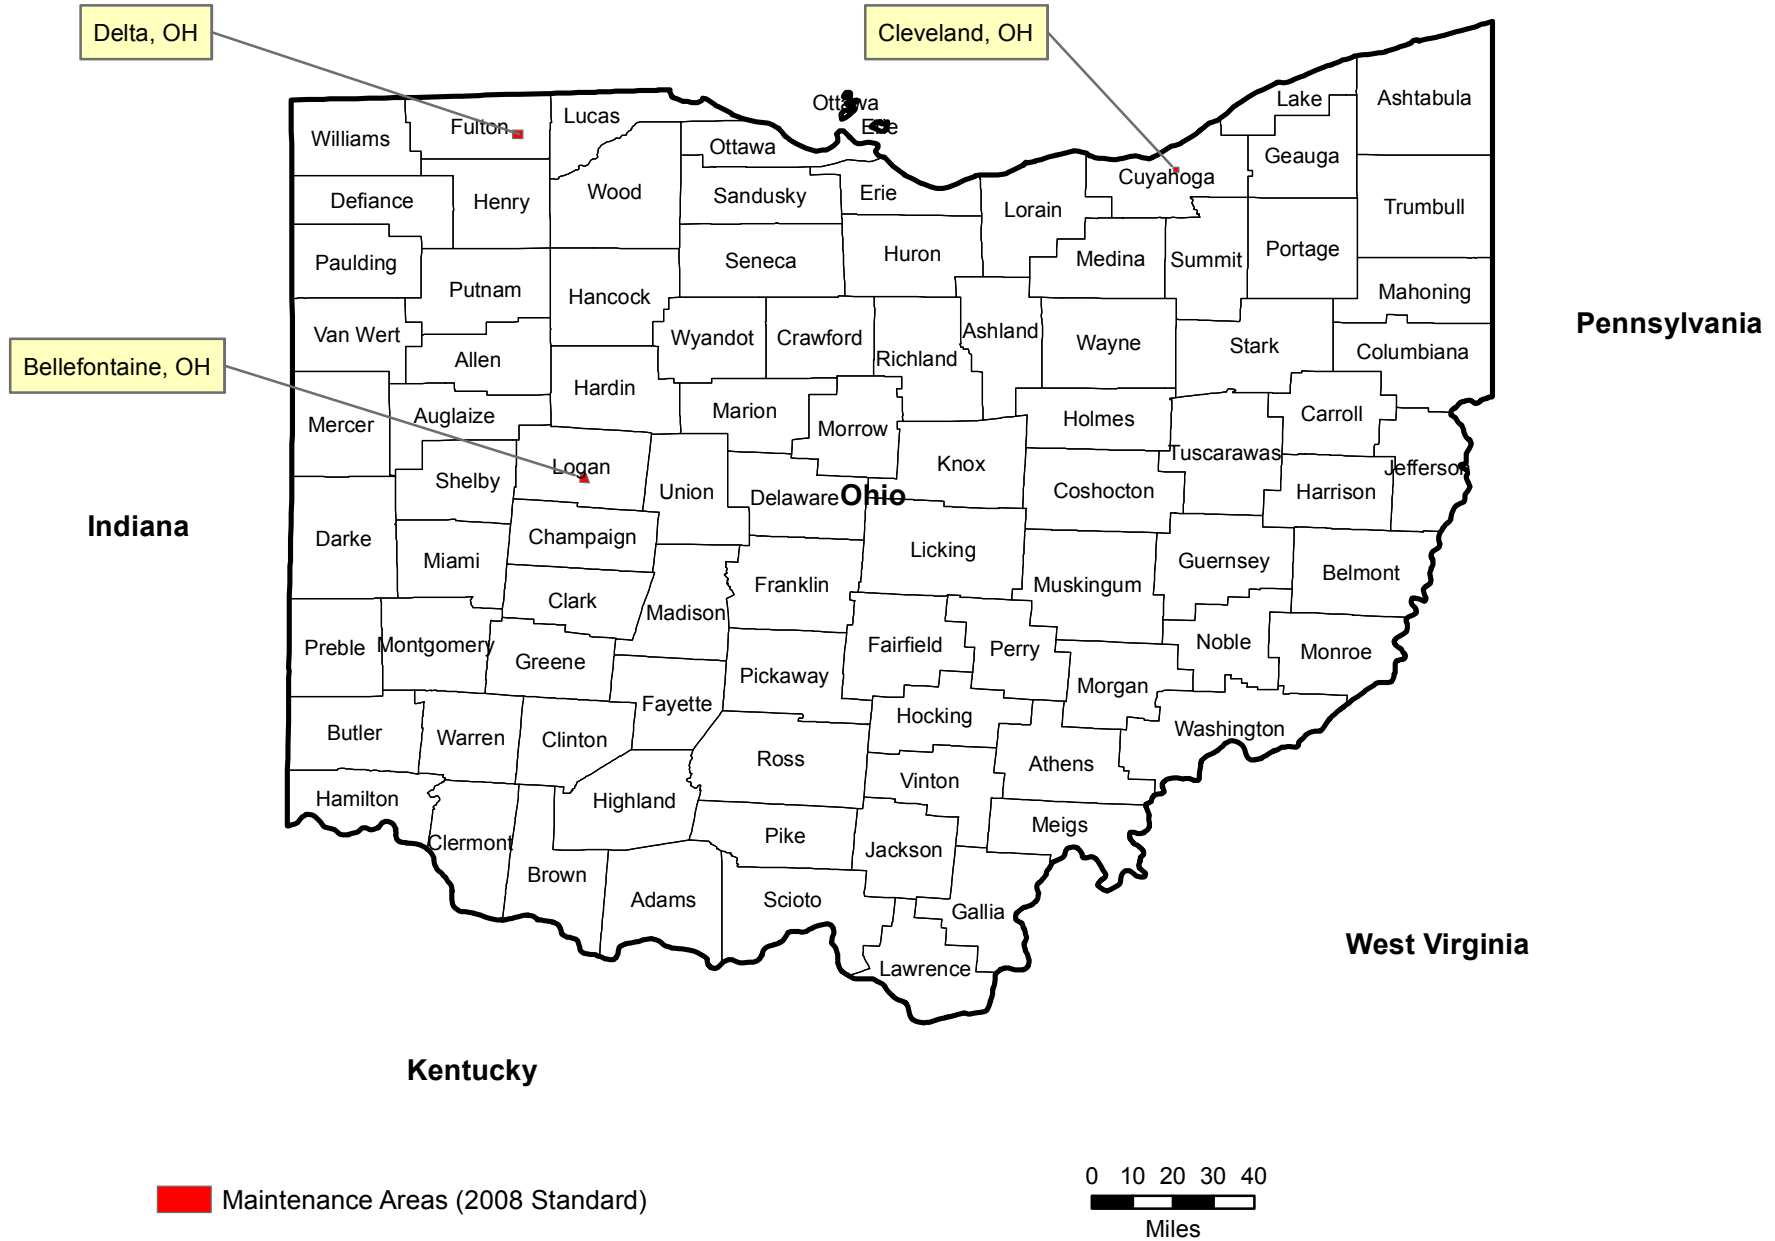 Delta, OH
Cleveland, OH
Lake
Ashtabula
Ottawa
Erie
Lucas
Fulton
Williams
Ottawa
Geauga
Cuyahoga
Wood
Sandusky
Erie
Defiance
Henry
Lorain
Trumbull
Paulding
Seneca
Huron
Medina
Summit
Portage
Putnam
Hancock
Mahoning
Pennsylvania
Van Wert
Wyandot
Crawford
Ashland
Wayne
Stark
Columbiana
Allen
Richland
Bellefontaine, OH
Hardin
Mercer
Auglaize
Marion
Morrow
Holmes
Carroll
Tuscarawas
Logan
Knox
Jefferson
Shelby
Union
Delaware
Ohio
Coshocton
Harrison
Indiana
Darke
Champaign
Licking
Miami
Guernsey
Belmont
Franklin
Muskingum
Clark
Madison
Preble
Montgomery
Fairfield
Perry
Noble
Monroe
Greene
Pickaway
Morgan
Fayette
Hocking
Washington
Butler
Warren
Clinton
Ross
Athens
Vinton
Hamilton
Highland
Meigs
Clermont
Pike
Jackson
Brown
Adams
Scioto
Gallia
West Virginia
Lawrence
Kentucky
0 10 20 30 40
Miles
Maintenance Areas (2008 Standard)